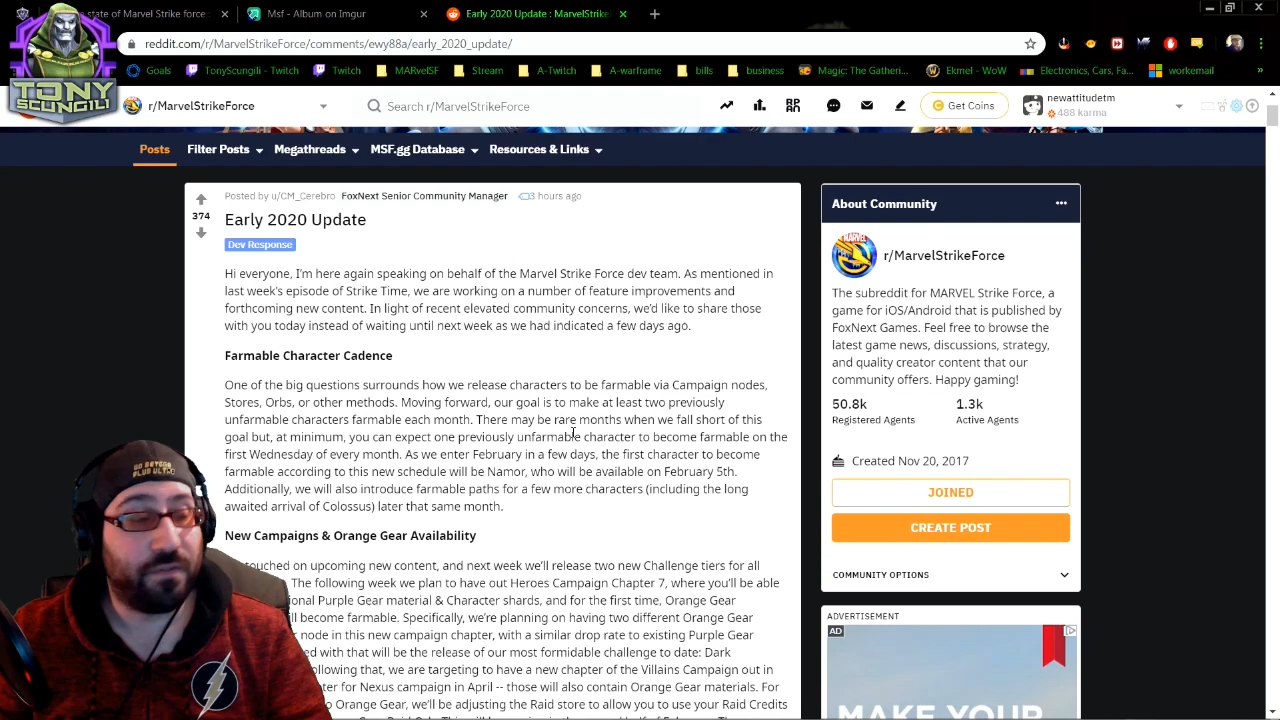 state of Marvel Strike force
Msf - Album on Imgur
Early 2020 Update : MarvelStrike
reddit.com/r/MarvelStrikeForce/comments/ewy88a/early_2020_update/
Goals
TonyScungili - Twitch
Twitch
MARvelSF
Stream
A-Twitch
A-warframe
bills
business
Magic: The Gatheri...
Ekmel - WoW
Electronics, Cars, Fa...
workemail
TONY
SCUNGILI
r/MarvelStrikeForce
Search r/MarvelStrikeForce
Get Coins
newattitudetm
488 karma
Posts
Filter Posts
Megathreads
MSF.gg Database
Resources & Links
374
Posted by u/CM_Cerebro FoxNext Senior Community Manager 3 hours ago
Early 2020 Update
Dev Response
Hi everyone, I'm here again speaking on behalf of the Marvel Strike Force dev team. As mentioned in
last week's episode of Strike Time, we are working on a number of feature improvements and
forthcoming new content. In light of recent elevated community concerns, we'd like to share those
with you today instead of waiting until next week as we had indicated a few days ago.
Farmable Character Cadence
One of the big questions surrounds how we release characters to be farmable via Campaign nodes,
Stores, Orbs, or other methods. Moving forward, our goal is to make at least two previously
unfarmable characters farmable each month. There may be rare months when we fall short of this
goal but, at minimum, you can expect one previously unfarmable character to become farmable on the
first Wednesday of every month. As we enter February in a few days, the first character to become
farmable according to this new schedule will be Namor, who will be available on February 5th.
Additionally, we will also introduce farmable paths for a few more characters (including the long
awaited arrival of Colossus) later that same month.
New Campaigns & Orange Gear Availability
touched on upcoming new content, and next week we'll release two new Challenge tiers for all
The following week we plan to have out Heroes Campaign Chapter 7, where you'll be able
ional Purple Gear material & Character shards, and for the first time, Orange Gear
ill become farmable. Specifically, we're planning on having two different Orange Gear
node in this new campaign chapter, with a similar drop rate to existing Purple Gear
ed with that will be the release of our most formidable challenge to date: Dark
ollowing that, we are targeting to have a new chapter of the Villains Campaign out in
ter for Nexus campaign in April -- those will also contain Orange Gear materials. For
o Orange Gear, we'll be adjusting the Raid store to allow you to use your Raid Credits
About Community
r/MarvelStrikeForce
The subreddit for MARVEL Strike Force, a
game for iOS/Android that is published by
FoxNext Games. Feel free to browse the
latest game news, discussions, strategy,
and quality creator content that our
community offers. Happy gaming!
50.8k
Registered Agents
1.3k
Active Agents
Created Nov 20, 2017
JOINED
CREATE POST
COMMUNITY OPTIONS
ADVERTISEMENT
AD
MAKE YOUR
GO BEYOND
PLUS ULTRA